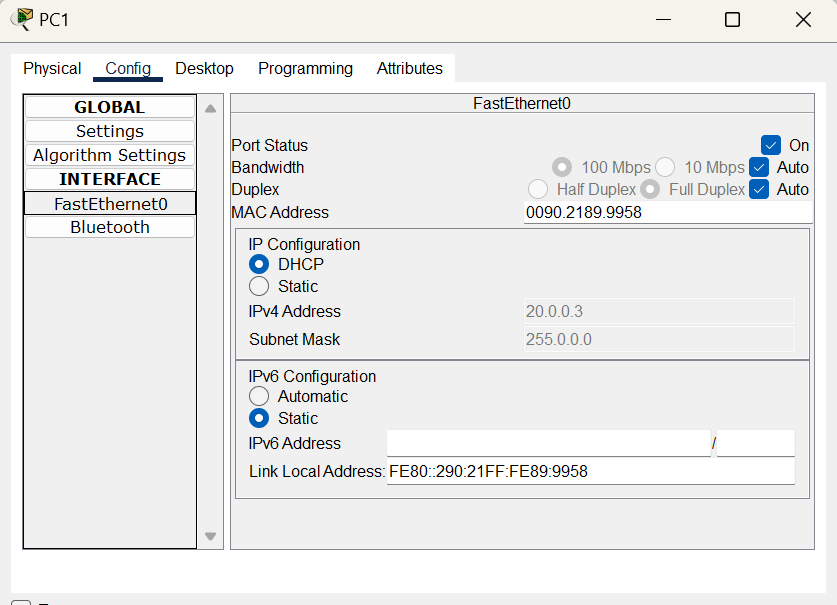 PC1
Physical Config Desktop Programming Attributes
GLOBAL
Settings
Algorithm Settings
INTERFACE
FastEthernet0
Bluetooth
FastEthernet0
Port Status On
Bandwidth 100 Mbps 10 Mbps Auto
Duplex Half Duplex Full Duplex Auto
MAC Address 0090.2189.9958
IP Configuration
DHCP
Static
IPv4 Address 20.0.0.3
Subnet Mask 255.0.0.0
IPv6 Configuration
Automatic
Static
IPv6 Address /
Link Local Address: FE80::290:21FF:FE89:9958